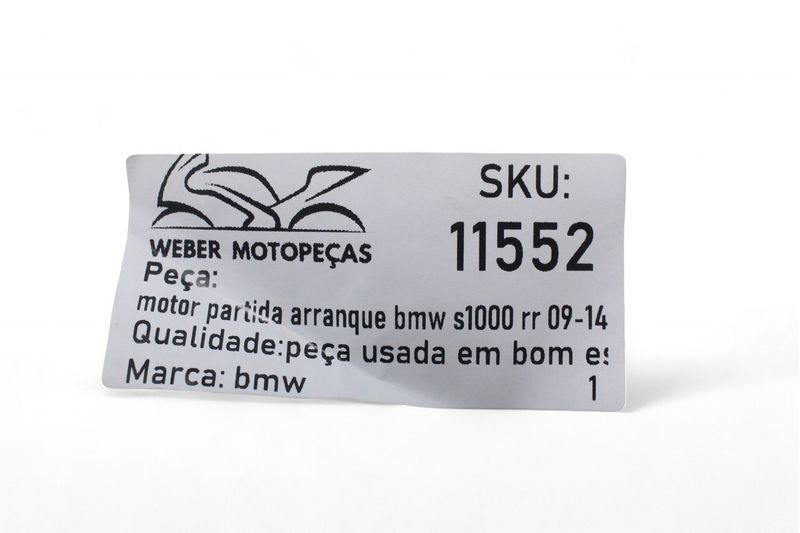 WEBER MOTOPEÇAS
SKU:
11552
Peça:
motor partida arranque bmw s1000 rr 09-14
Qualidade:peça usada em bom es
Marca: bmw
1